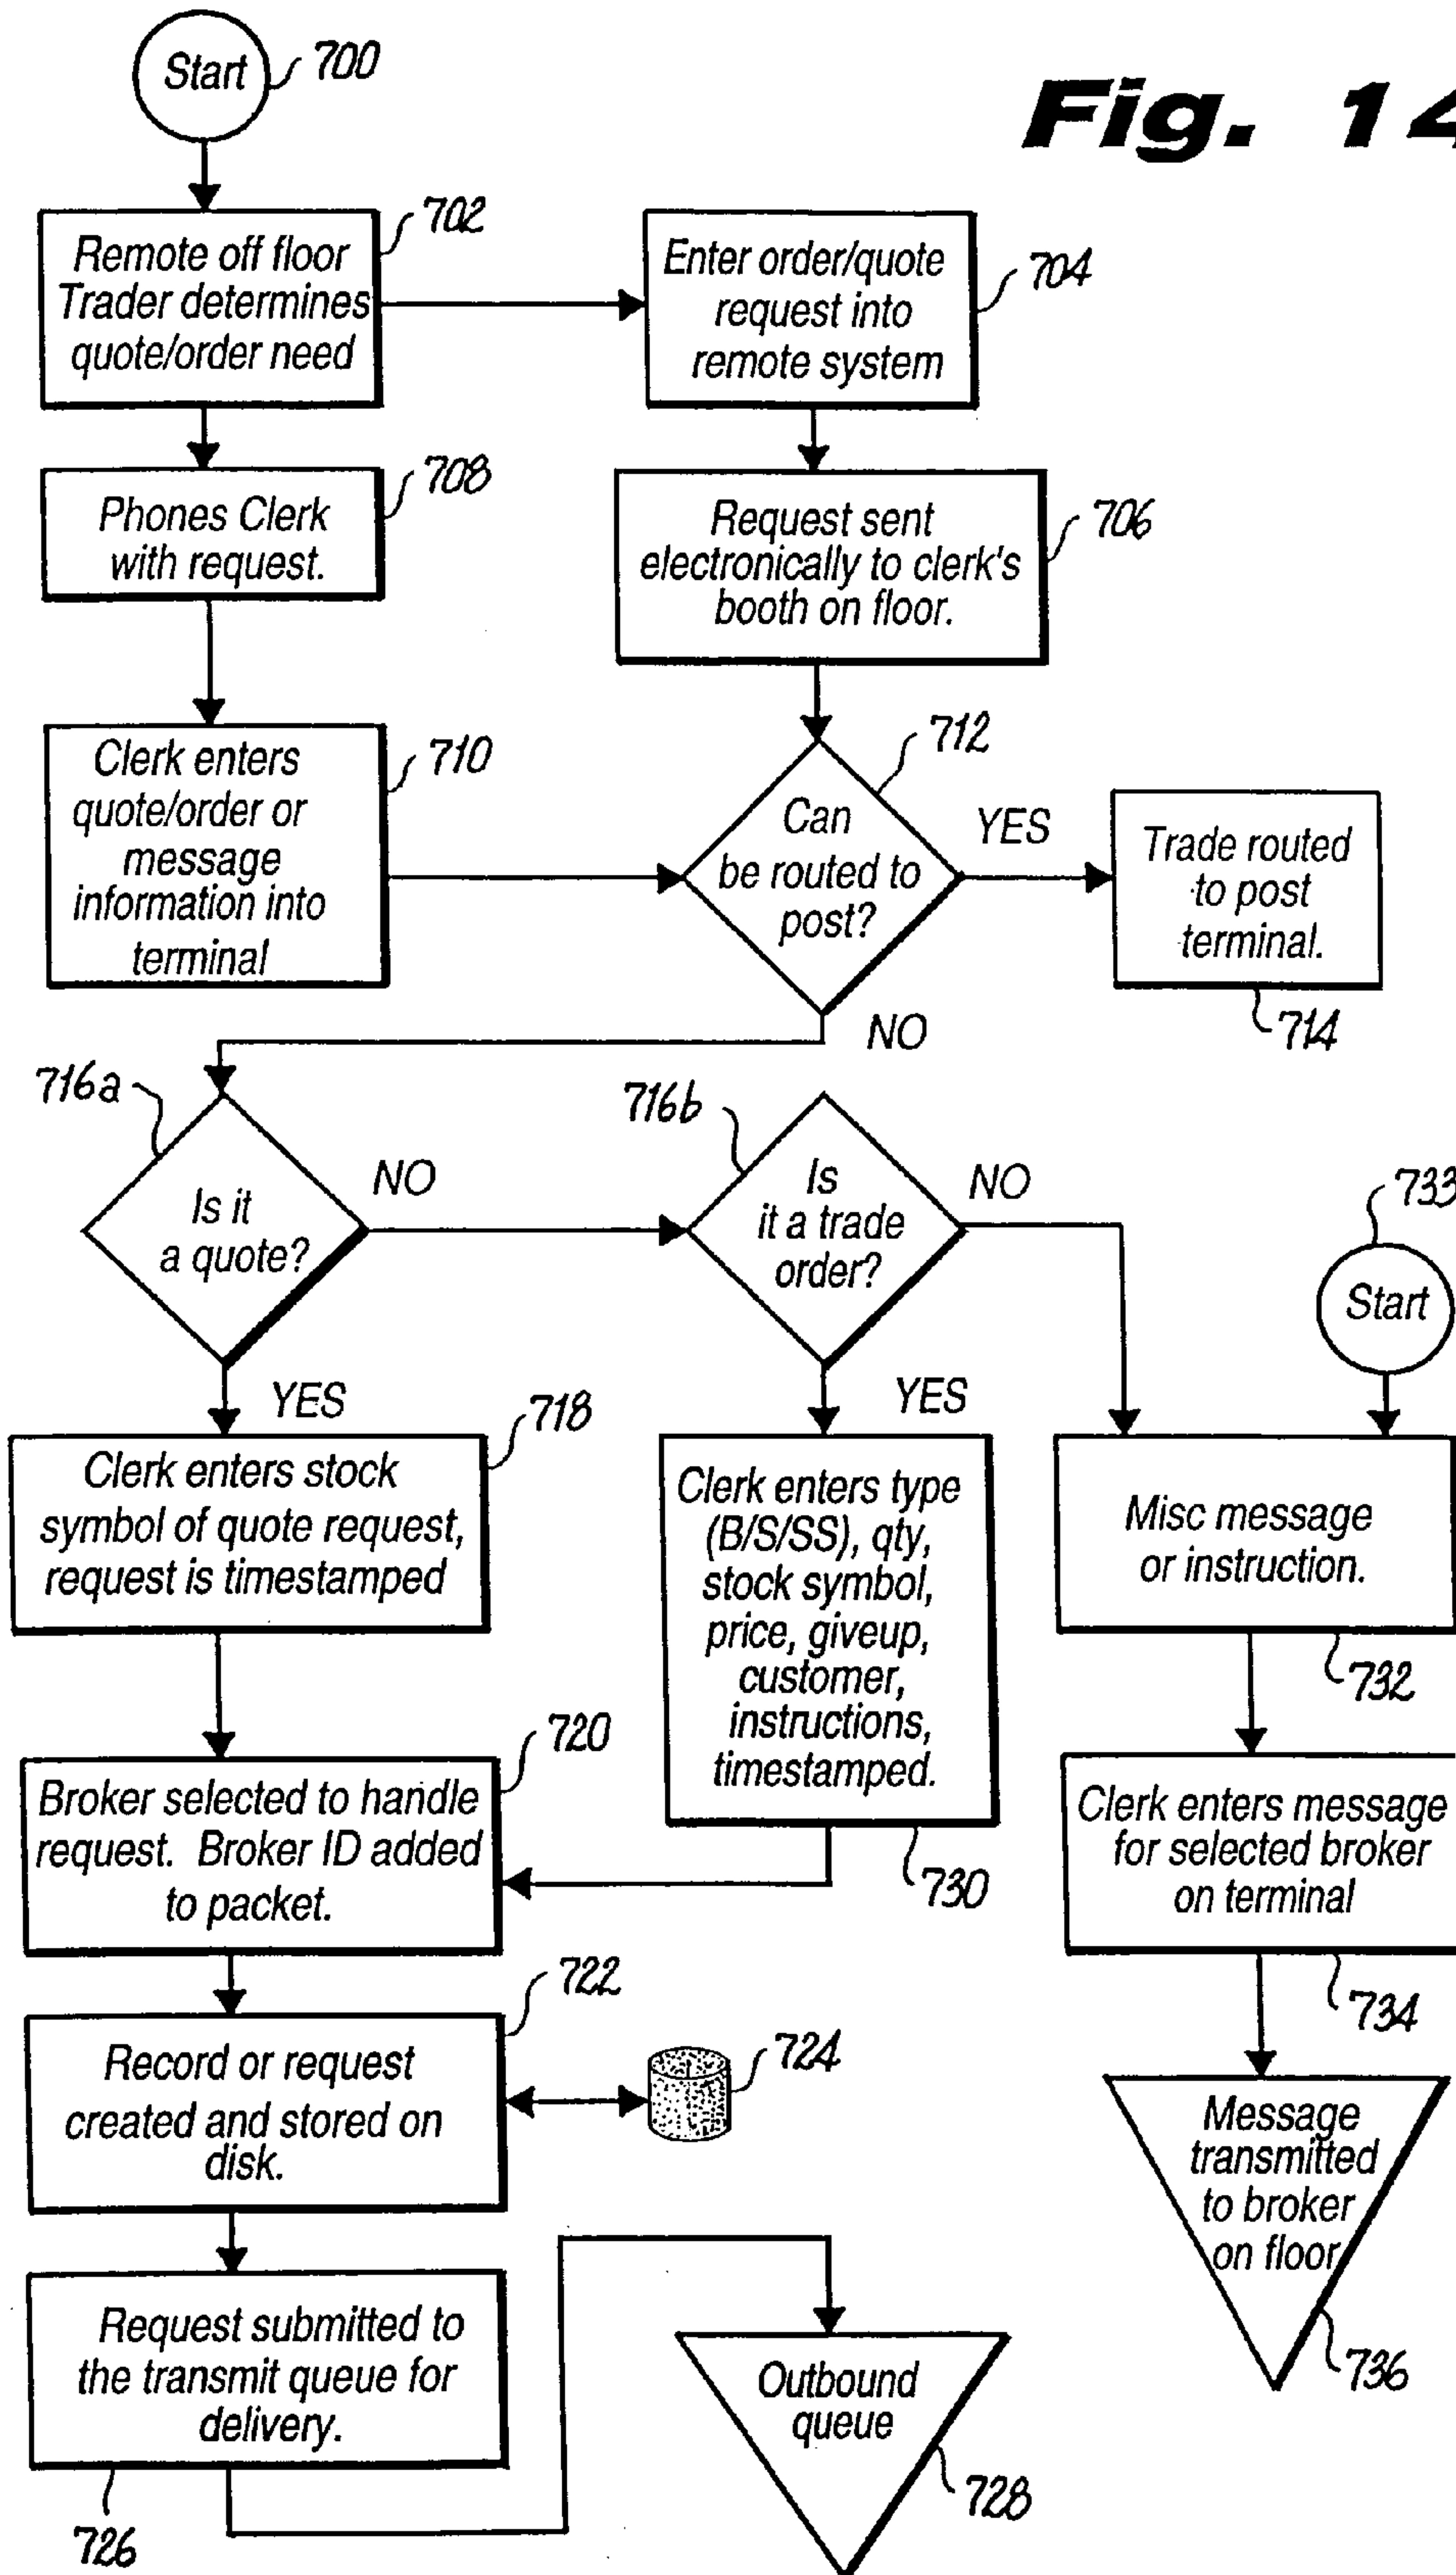 Start
700
Fig. 14
Remote off floor
Trader determines
quote/order need
702
Enter order/quote
request into
remote system
704
Phones Clerk
with request.
708
Request sent
electronically to clerk's
booth on floor.
706
Clerk enters
quote/order or
message
information into
terminal
710
712
Can
be routed to
post?
YES
Trade routed
to post
terminal.
714
NO
716a
Is it
a quote?
NO
716b
Is
it a trade
order?
NO
733
Start
YES
718
Clerk enters stock
symbol of quote request,
request is timestamped
YES
Clerk enters type
(B/S/SS), qty,
stock symbol,
price, giveup,
customer,
instructions,
timestamped.
730
Misc message
or instruction.
732
720
Broker selected to handle
request. Broker ID added
to packet.
Clerk enters message
for selected broker
on terminal
734
722
Record or request
created and stored on
disk.
724
Message
transmitted
to broker
on floor
736
Request submitted to
the transmit queue for
delivery.
726
Outbound
queue
728